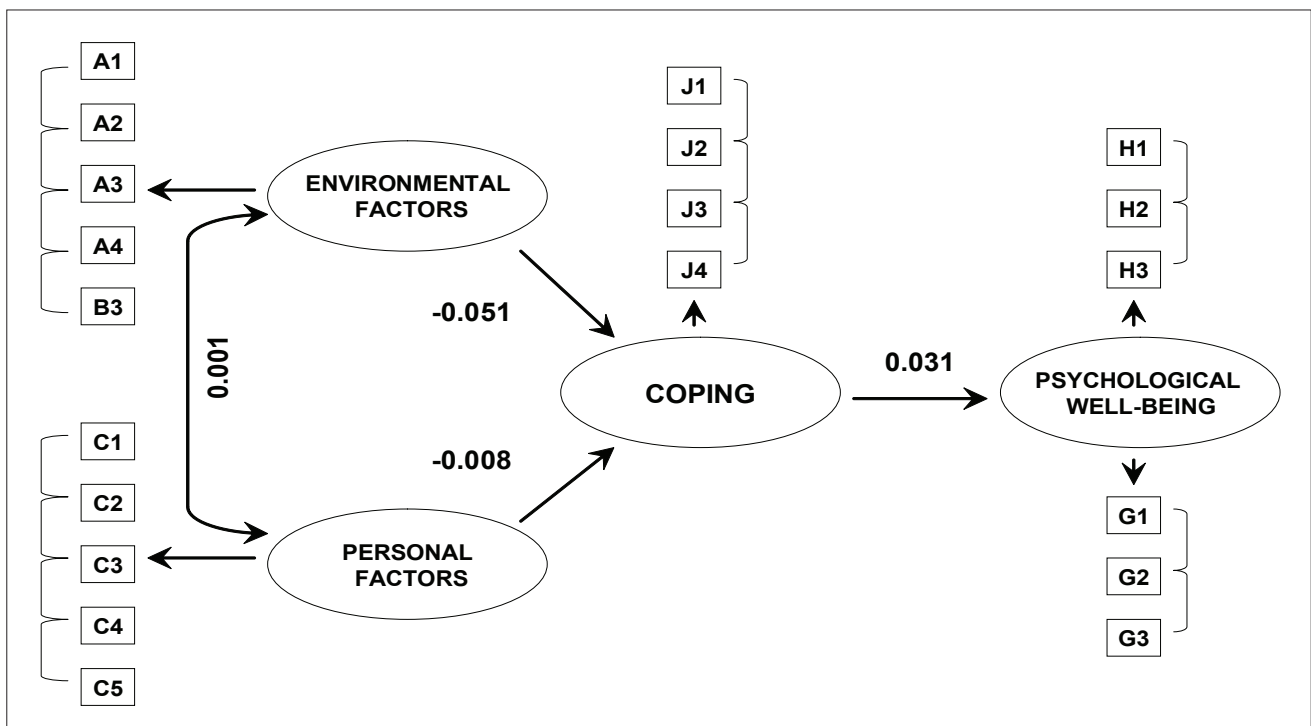 A1
A2
A3
A4
B3
ENVIRONMENTAL
FACTORS
J1
J2
J3
J4
H1
H2
H3
-0.051
0.001
0.031
COPING
PSYCHOLOGICAL
WELL-BEING
-0.008
C1
C2
C3
C4
C5
PERSONAL
FACTORS
G1
G2
G3